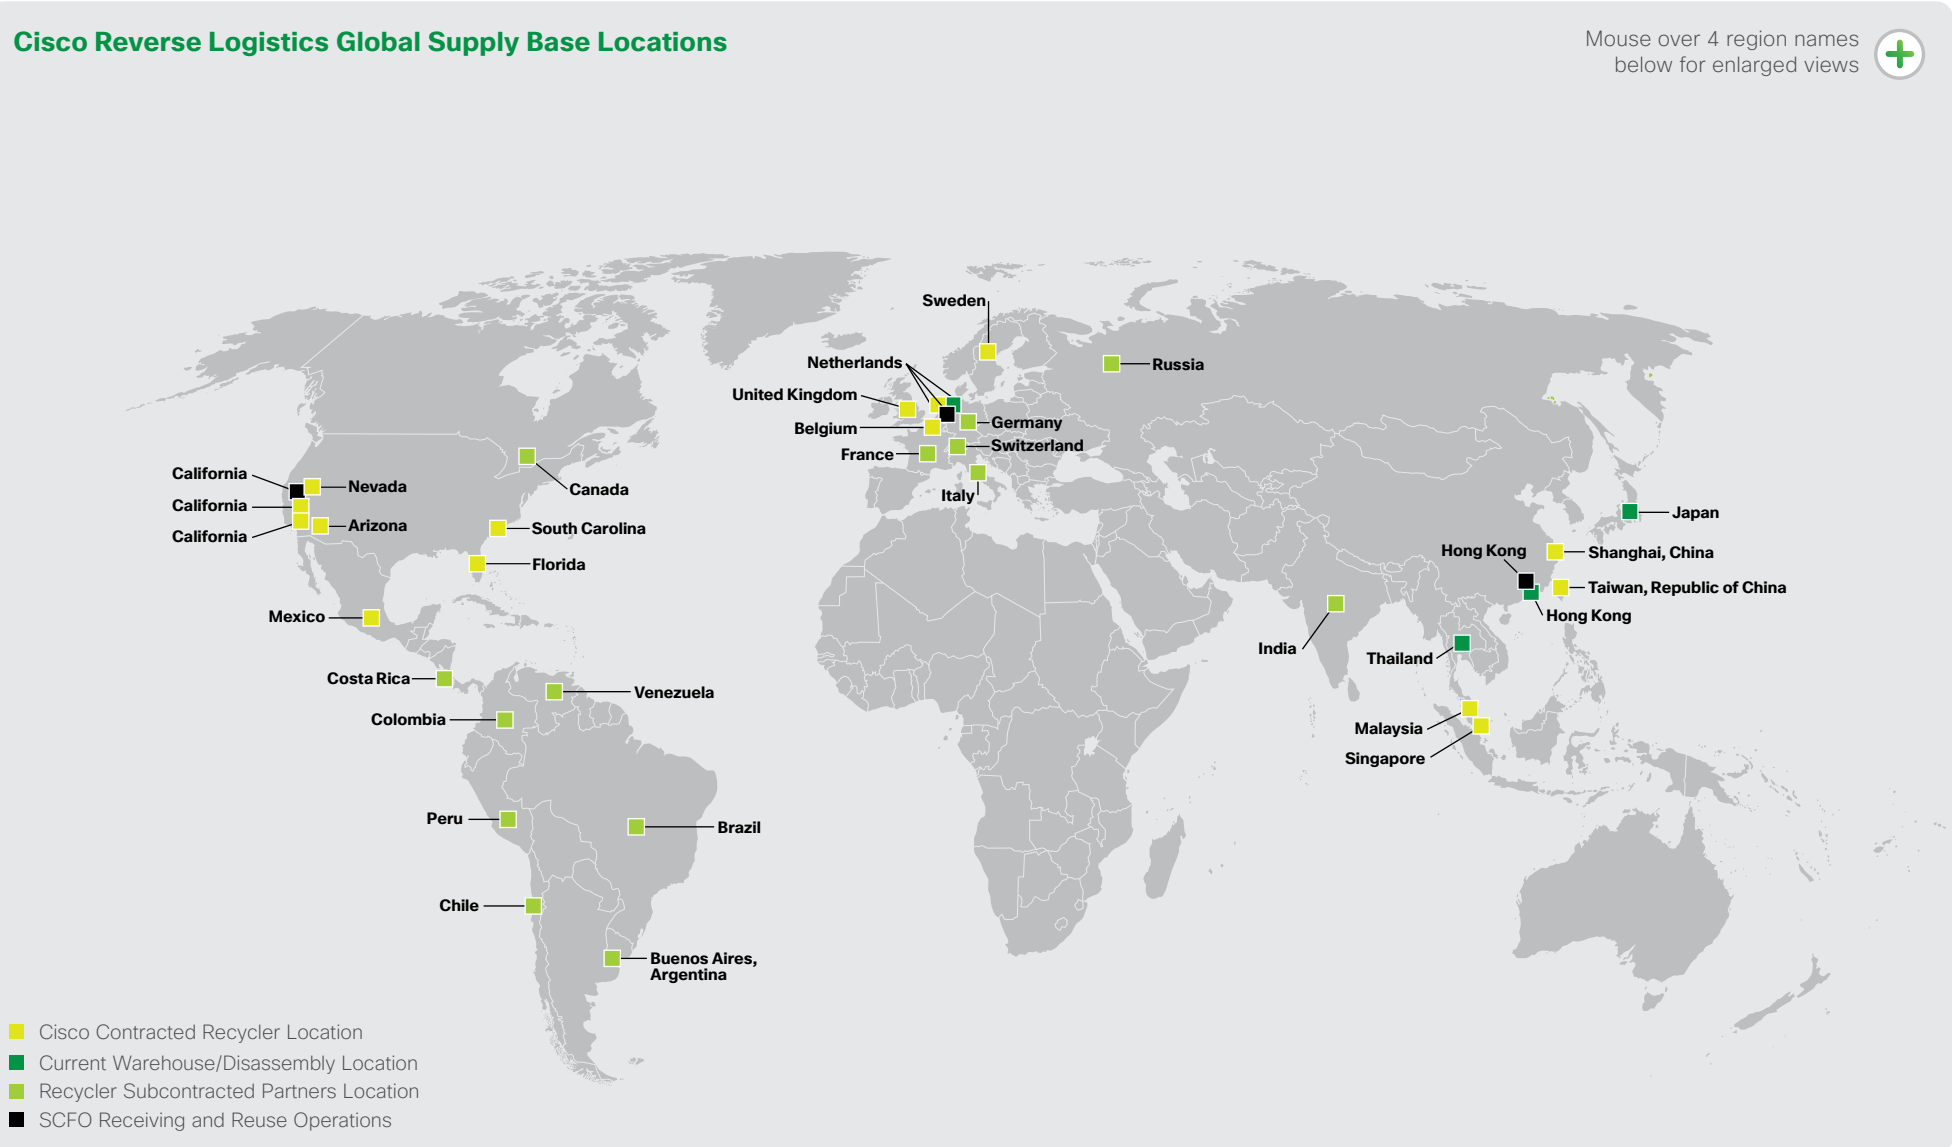 Cisco Reverse Logistics Global Supply Base Locations
Mouse over 4 region names
below for enlarged views
Sweden
Netherlands
Russia
United Kingdom
Belgium
Germany
Switzerland
France
Italy
California
Nevada
California
California
Arizona
Canada
South Carolina
Florida
Mexico
Costa Rica
Venezuela
Colombia
Peru
Brazil
Chile
Buenos Aires,
Argentina
Japan
Hong Kong
Shanghai, China
Taiwan, Republic of China
Hong Kong
India
Thailand
Malaysia
Singapore
Cisco Contracted Recycler Location
Current Warehouse/Disassembly Location
Recycler Subcontracted Partners Location
SCFO Receiving and Reuse Operations